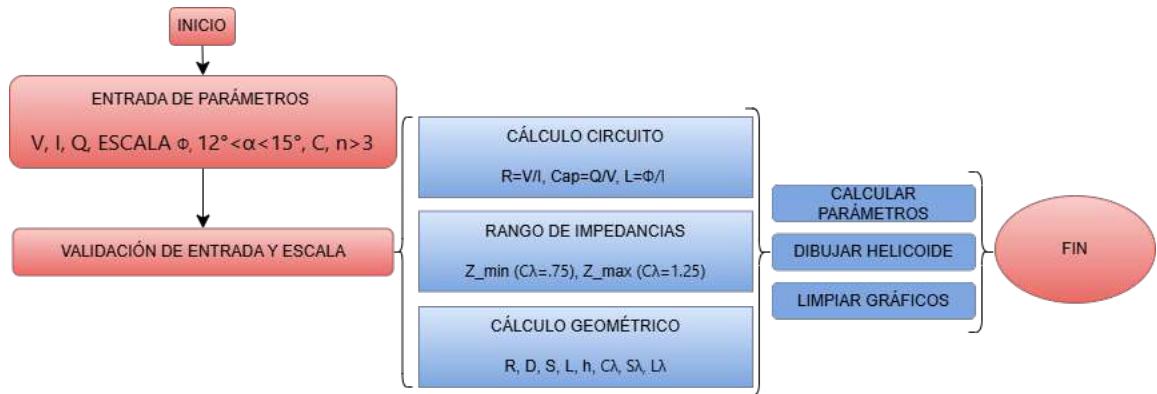 INICIO
ENTRADA DE PARÁMETROS
V, I, Q, ESCALA Φ, 12°<α<15°, C, n>3
VALIDACIÓN DE ENTRADA Y ESCALA
CÁLCULO CIRCUITO
R=V/I, Cap=Q/V, L=Φ/I
RANGO DE IMPEDANCIAS
Z_min (Cλ=.75), Z_max (Cλ=1.25)
CÁLCULO GEOMÉTRICO
R, D, S, L, h, Cλ, Sλ, Lλ
CALCULAR
PARÁMETROS
DIBUJAR HELICOIDE
LIMPIAR GRÁFICOS
FIN